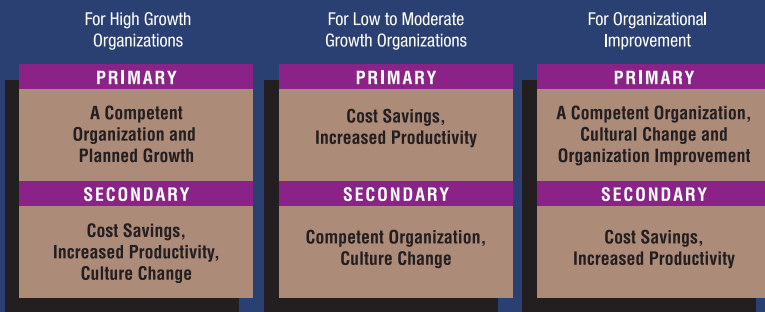 For High Growth
Organizations
PRIMARY
A Competent
Organization and
Planned Growth
SECONDARY
Cost Savings,
Increased Productivity,
Culture Change
For Low to Moderate
Growth Organizations
PRIMARY
Cost Savings,
Increased Productivity
SECONDARY
Competent Organization,
Culture Change
For Organizational
Improvement
PRIMARY
A Competent Organization,
Cultural Change and
Organization Improvement
SECONDARY
Cost Savings,
Increased Productivity